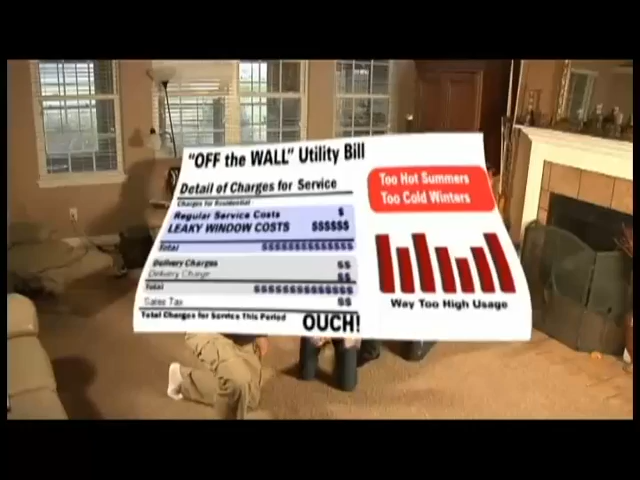 "OFF the WALL" Utility Bill
Detail of Charges for Service
Charges for Residential
Regular Service Costs $
LEAKY WINDOW COSTS $$$$$$
Total $$$$$$$$$$$$$$
Delivery Charges $$
Delivery Charge $$
Total $$$$$$$$$$$$$$$
Sales Tax $$
Total Charges for Service This Period OUCH!
Too Hot Summers
Too Cold Winters
Way Too High Usage